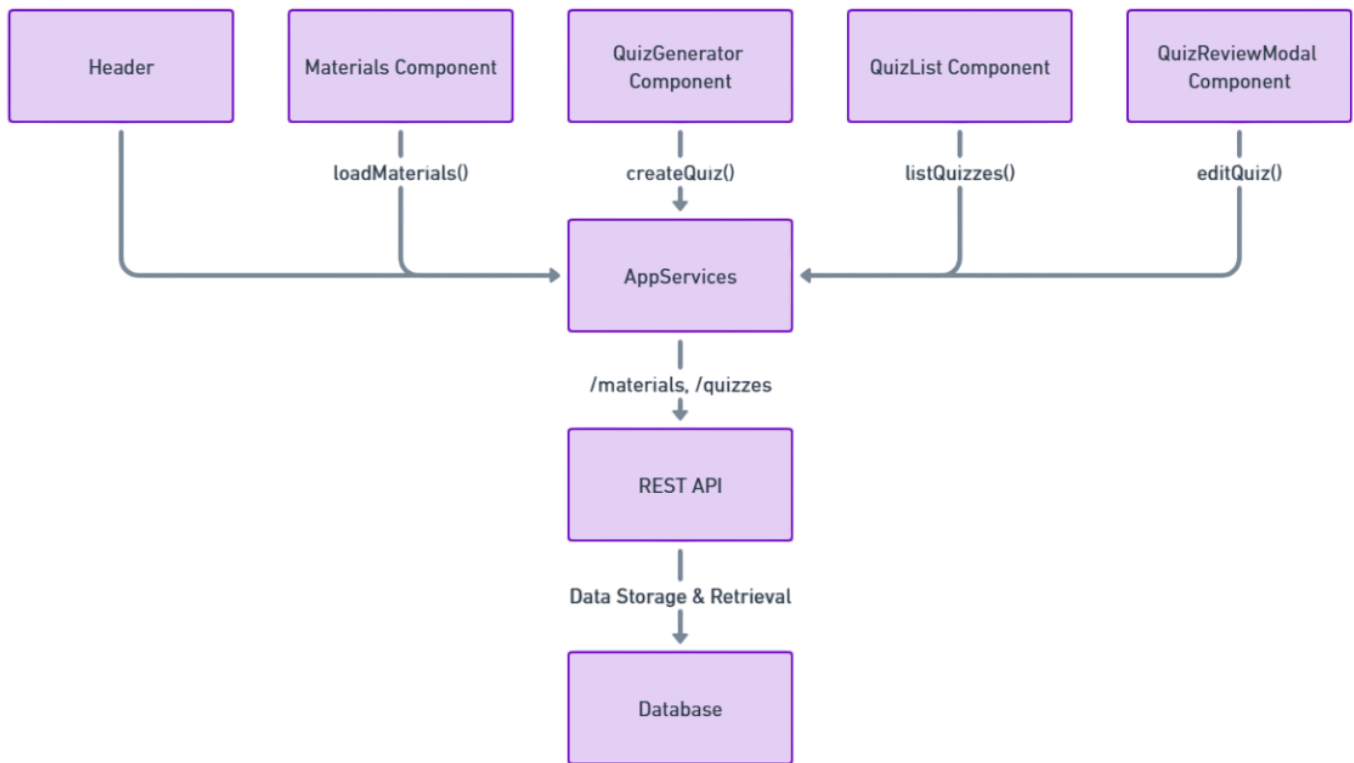 Header
Materials Component
QuizGenerator
Component
QuizList Component
QuizReviewModal
Component
loadMaterials()
createQuiz()
listQuizzes()
editQuiz()
AppServices
/materials, /quizzes
REST API
Data Storage & Retrieval
Database